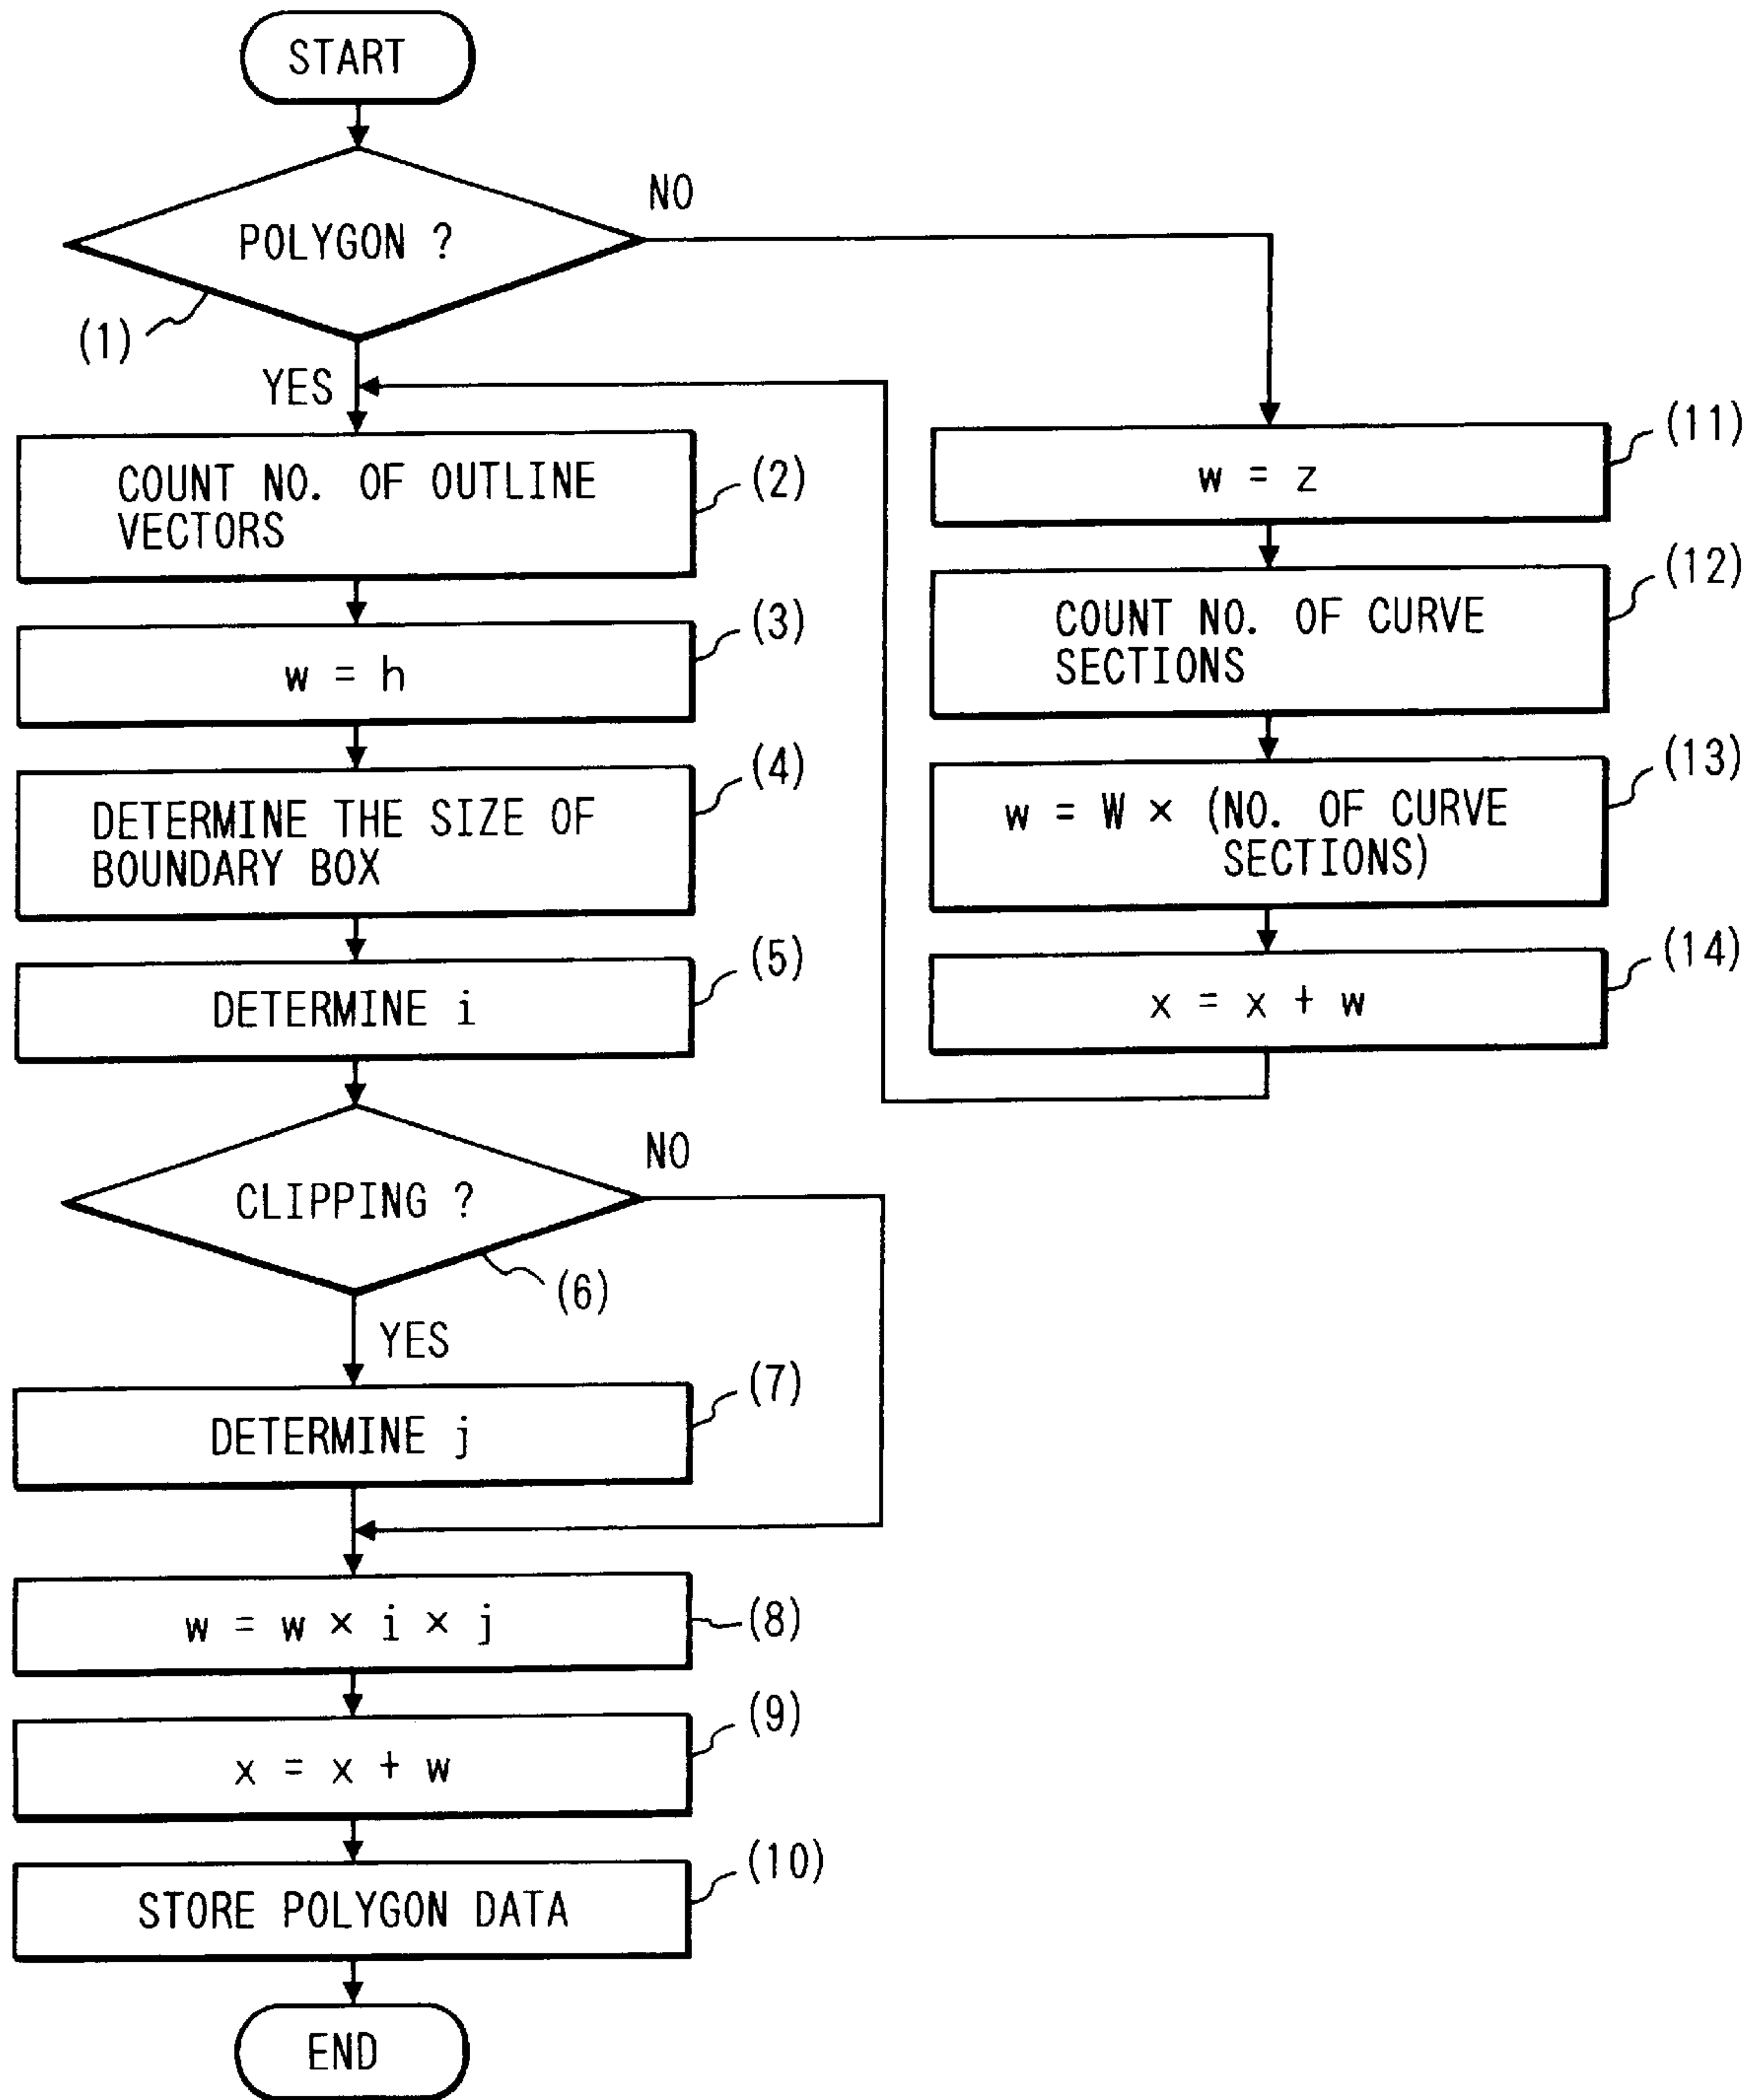 START
POLYGON ?
NO
(1)
YES
COUNT NO. OF OUTLINE
VECTORS
(2)
w = h
(3)
DETERMINE THE SIZE OF
BOUNDARY BOX
(4)
DETERMINE i
(5)
CLIPPING ?
NO
(6)
YES
DETERMINE j
(7)
w = w × i × j
(8)
x = x + w
(9)
STORE POLYGON DATA
(10)
END
w = z
(11)
COUNT NO. OF CURVE
SECTIONS
(12)
w = W × (NO. OF CURVE
SECTIONS)
(13)
x = x + w
(14)